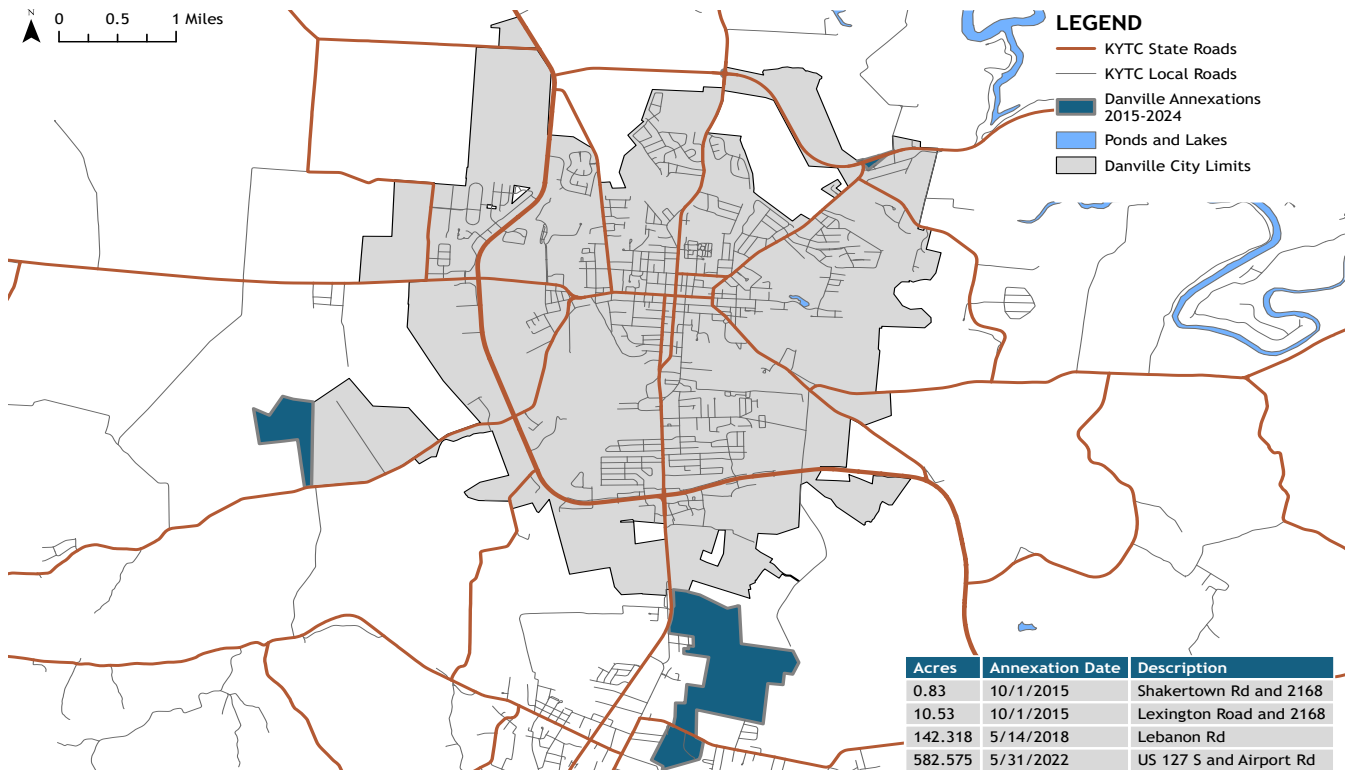 N
0 0.5 1 Miles
LEGEND
KYTC State Roads
KYTC Local Roads
Danville Annexations
2015-2024
Ponds and Lakes
Danville City Limits
Acres Annexation Date Description
0.83 10/1/2015 Shakertown Rd and 2168
10.53 10/1/2015 Lexington Road and 2168
142.318 5/14/2018 Lebanon Rd
582.575 5/31/2022 US 127 S and Airport Rd